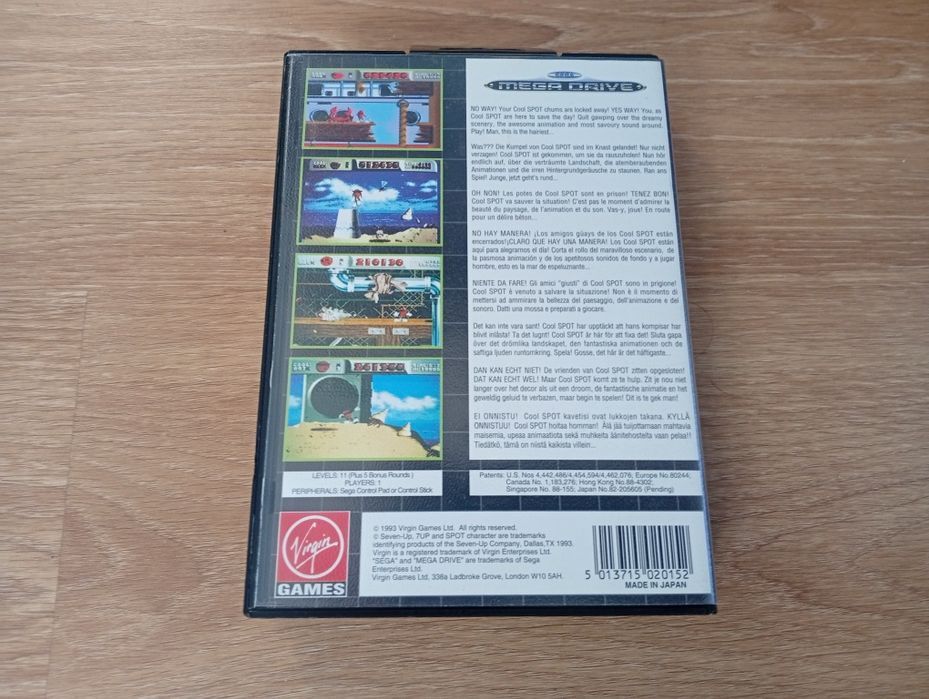 SEGA
MEGA DRIVE
NO WAY! Your Cool SPOT chums are locked away! YES WAY! You, as
Cool SPOT are here to save the day! Quit gawping over the dreamy
scenery, the awesome animation and most savoury sound around.
Play! Man, this is the hairiest...
Was??? Die Kumpel von Cool SPOT sind im Knast gelandet! Nur nicht
verzagen! Cool SPOT ist gekommen, um sie da rauszuholen! Nun hör
endlich auf, über die verträumte Landschaft, die atemberaubenden
Animationen und die irren Hintergrundgeräusche zu staunen. Ran ans
Spiel! Junge, jetzt geht's rund...
OH NON! Les potes de Cool SPOT sont en prison! TENEZ BON!
Cool SPOT va sauver la situation! C'est pas le moment d'admirer la
beauté du paysage, de l'animation et du son. Vas-y, joue! En route
pour un délire béton...
NO HAY MANERA! ¡Los amigos güays de los Cool SPOT están
encerrados!¡CLARO QUE HAY UNA MANERA! Los Cool SPOT están
aquí para alegrarnos el día! Corta el rollo del maravilloso escenario, de
la pasmosa animación y de los apetitosos sonidos de fondo y a jugar
hombre, esto es la mar de espeluznante...
NIENTE DA FARE! Gli amici "giusti" di Cool SPOT sono in prigione!
Cool SPOT è venuto a salvare la situazione! Non è il momento di
mettersi ad ammirare la bellezza del paesaggio, dell'animazione e del
sonoro. Datti una mossa e preparati a giocare.
Det kan inte vara sant! Cool SPOT har upptäckt att hans kompisar har
blivit inlåsta! Ta det lugnt! Cool SPOT är här för att fixa det! Sluta gapa
över det drömlika landskapet, den fantastiska animationen och de
saftiga ljuden runtomkring. Spela! Gosse, det här är det häftigaste...
DAN KAN ECHT NIET! De vrienden van Cool SPOT zitten opgesloten!
DAT KAN ECHT WEL! Maar Cool SPOT komt ze te hulp. Zit je nou niet
langer over het decor als uit een droom, de fantastische animatie en het
geweldig geluid te verbazen, maar begin te spelen! Dit is te gek man!
EI ONNISTU! Cool SPOT kavetisi ovat lukkojen takana. KYLLÄ
ONNISTUU! Cool SPOT hoitaa homman! Älä jää tuijottamaan mahtavia
maisemia, upeaa animaatiota sekä muhkeita äänitehosteita vaan pelaa!!
Tiedätkö, tämä on niistä kaikista villein...
LEVELS: 11 (Plus 5 Bonus Rounds)
PLAYERS: 1
PERIPHERALS: Sega Control Pad or Control Stick
Patents: U.S. Nos 4,442,486/4,454,594/4,462,076; Europe No.80244;
Canada No. 1,183,276; Hong Kong No.88-4302;
Singapore No. 88-155; Japan No.82-205605 (Pending)
Virgin
GAMES
© 1993 Virgin Games Ltd. All rights reserved.
© Seven-Up, 7UP and SPOT character are trademarks
identifying products of the Seven-Up Company, Dallas,TX 1993.
Virgin is a registered trademark of Virgin Enterprises Ltd.
"SEGA" and "MEGA DRIVE" are trademarks of Sega
Enterprises Ltd.
Virgin Games Ltd, 338a Ladbroke Grove, London W10 5AH.
5 013715 020152
MADE IN JAPAN